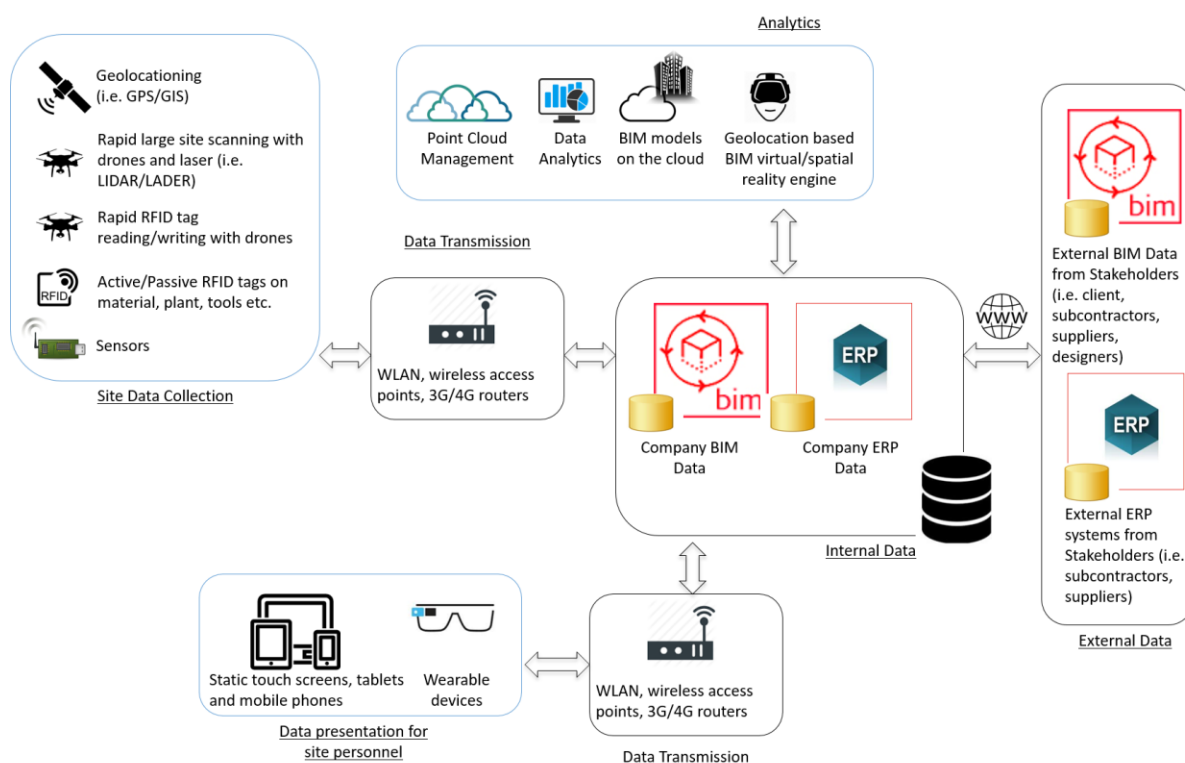 Analytics
Geolocationing
(i.e. GPS/GIS)
Rapid large site scanning with
drones and laser (i.e.
LIDAR/LADER)
Rapid RFID tag
reading/writing with drones
RFID
Active/Passive RFID tags on
material, plant, tools etc.
Sensors
Site Data Collection
Point Cloud
Management
Data
Analytics
BIM models
on the cloud
Geolocation based
BIM virtual/spatial
reality engine
Data Transmission
WLAN, wireless access
points, 3G/4G routers
bim
Company BIM
Data
ERP
Company ERP
Data
Internal Data
WWW
bim
External BIM Data
from Stakeholders
(i.e. client,
subcontractors,
suppliers,
designers)
ERP
External ERP
systems from
Stakeholders (i.e.
subcontractors,
suppliers)
External Data
Static touch screens, tablets
and mobile phones
Wearable
devices
Data presentation for
site personnel
WLAN, wireless access
points, 3G/4G routers
Data Transmission